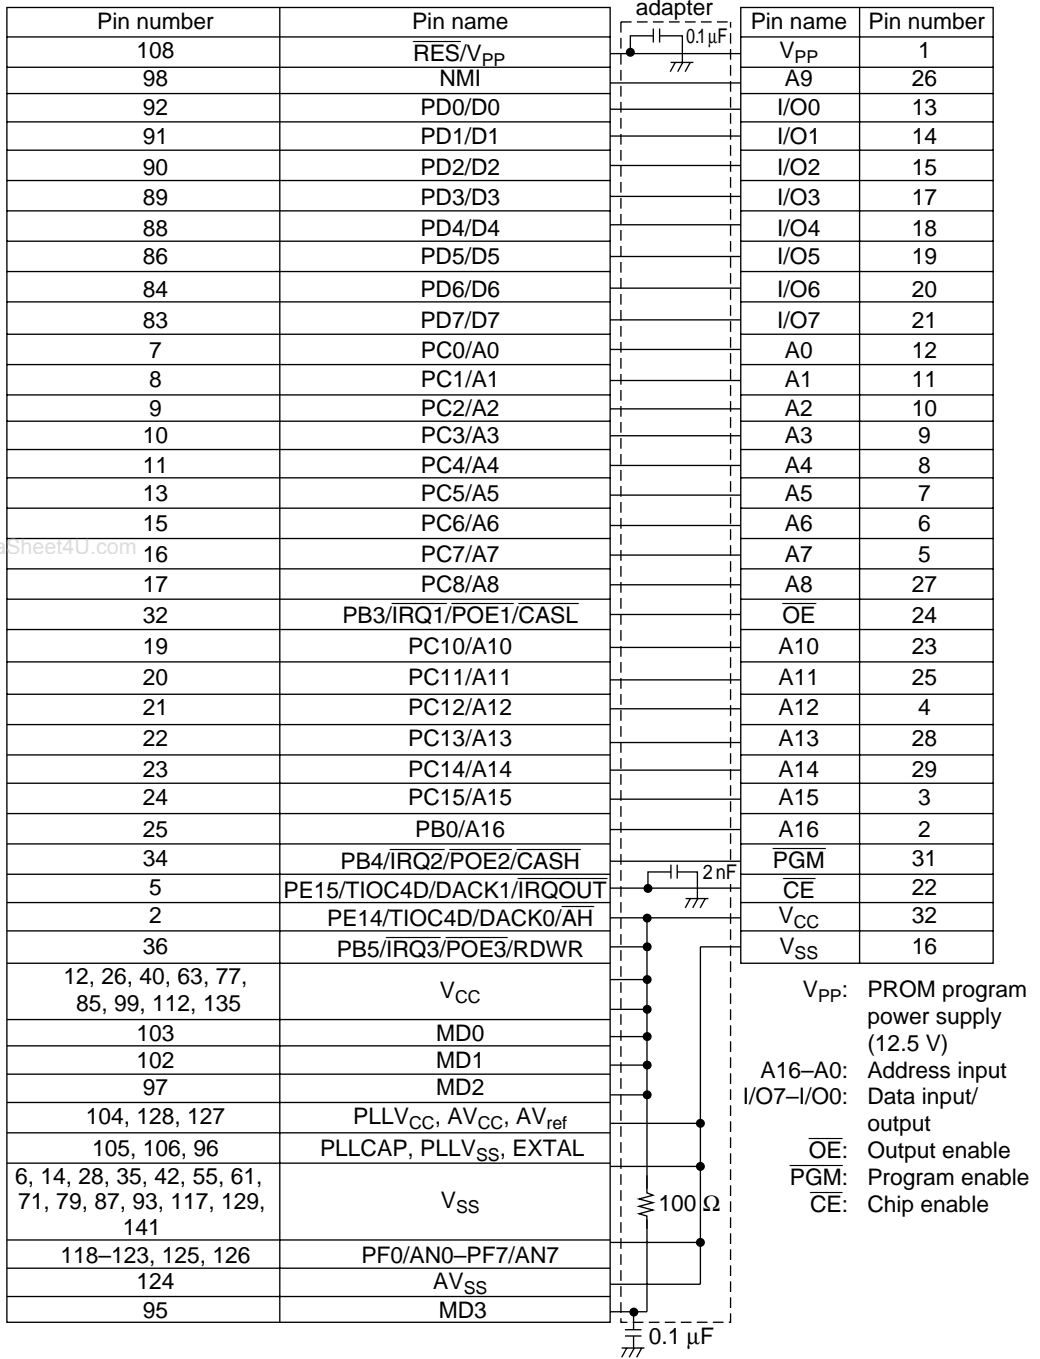 adapter
Pin number Pin name Pin name Pin number
108 RES/VPP 0.1 µF VPP 1
98 NMI A9 26
92 PD0/D0 I/O0 13
91 PD1/D1 I/O1 14
90 PD2/D2 I/O2 15
89 PD3/D3 I/O3 17
88 PD4/D4 I/O4 18
86 PD5/D5 I/O5 19
84 PD6/D6 I/O6 20
83 PD7/D7 I/O7 21
7 PC0/A0 A0 12
8 PC1/A1 A1 11
9 PC2/A2 A2 10
10 PC3/A3 A3 9
11 PC4/A4 A4 8
13 PC5/A5 A5 7
15 PC6/A6 A6 6
aSheet4U.com
16 PC7/A7 A7 5
17 PC8/A8 A8 27
32 PB3/IRQ1/POE1/CASL OE 24
19 PC10/A10 A10 23
20 PC11/A11 A11 25
21 PC12/A12 A12 4
22 PC13/A13 A13 28
23 PC14/A14 A14 29
24 PC15/A15 A15 3
25 PB0/A16 A16 2
34 PB4/IRQ2/POE2/CASH PGM 31
5 PE15/TIOC4D/DACK1/IRQOUT 2 nF CE 22
2 PE14/TIOC4D/DACK0/AH VCC 32
36 PB5/IRQ3/POE3/RDWR VSS 16
12, 26, 40, 63, 77,
85, 99, 112, 135 VCC
103 MD0
102 MD1
97 MD2
104, 128, 127 PLLVCC, AVCC, AVref
105, 106, 96 PLLCAP, PLLVSS, EXTAL
6, 14, 28, 35, 42, 55, 61,
71, 79, 87, 93, 117, 129,
141 VSS
100 Ω
118–123, 125, 126 PF0/AN0–PF7/AN7
124 AVSS
95 MD3
0.1 µF
VPP: PROM program
power supply
(12.5 V)
A16–A0: Address input
I/O7–I/O0: Data input/
output
OE: Output enable
PGM: Program enable
CE: Chip enable